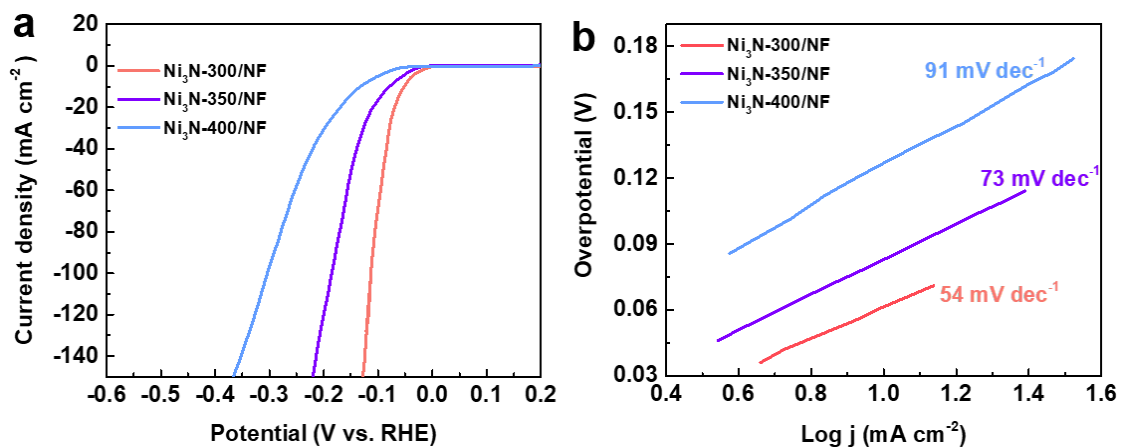 a
20
0
-20
-40
-60
-80
-100
-120
-140
Current density (mA cm-2)
Ni3N-300/NF
Ni3N-350/NF
Ni3N-400/NF
-0.6 -0.5 -0.4 -0.3 -0.2 -0.1 0.0 0.1 0.2
Potential (V vs. RHE)
b
0.18
0.15
0.12
0.09
0.06
0.03
Overpotential (V)
Ni3N-300/NF
Ni3N-350/NF
Ni3N-400/NF
91 mV dec-1
73 mV dec-1
54 mV dec-1
0.4 0.6 0.8 1.0 1.2 1.4 1.6
Log j (mA cm-2)